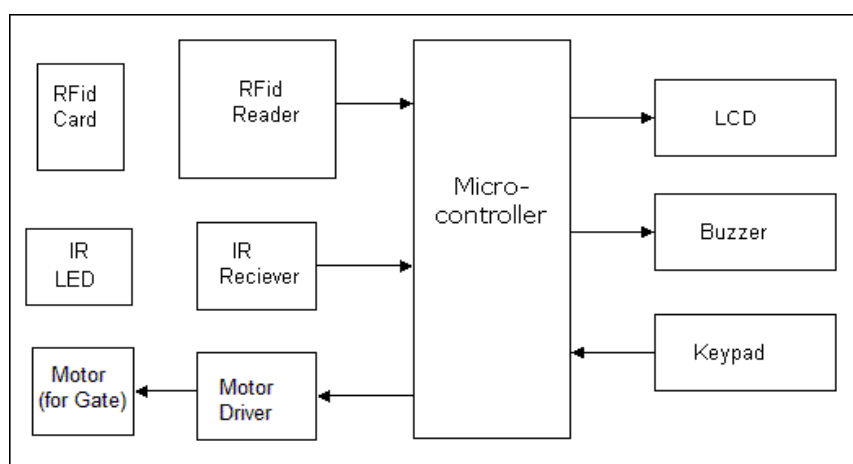 RFid
Card
RFid
Reader
Micro-
controller
LCD
IR
LED
IR
Reciever
Buzzer
Motor
(for Gate)
Motor
Driver
Keypad